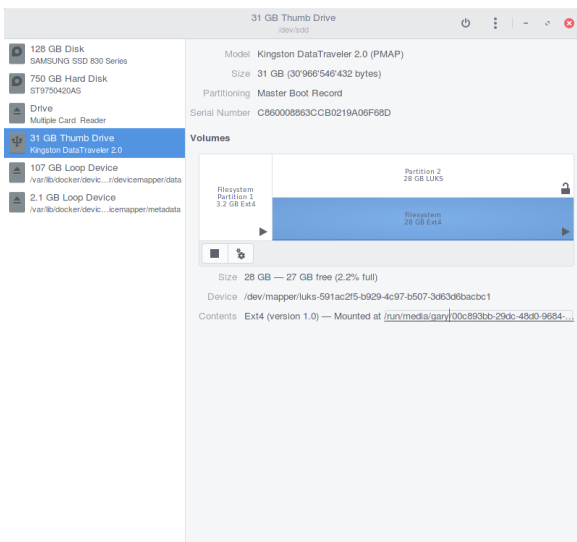 31 GB Thumb Drive
/dev/sdd
128 GB Disk
SAMSUNG SSD 830 Series
750 GB Hard Disk
ST9750420AS
Drive
Multiple Card Reader
31 GB Thumb Drive
Kingston DataTraveler 2.0
107 GB Loop Device
/var/lib/docker/devic...r/devicemapper/data
2.1 GB Loop Device
/var/lib/docker/devic...icemapper/metadata
Model Kingston DataTraveler 2.0 (PMAP)
Size 31 GB (30'966'546'432 bytes)
Partitioning Master Boot Record
Serial Number C860008863CCB0219A06F68D
Volumes
Filesystem
Partition 1
3.2 GB Ext4
Partition 2
28 GB LUKS
Filesystem
28 GB Ext4
Size 28 GB — 27 GB free (2.2% full)
Device /dev/mapper/luks-591ac2f5-b929-4c97-b507-3d63d6bacbc1
Contents Ext4 (version 1.0) — Mounted at /run/media/gary/00c893bb-29dc-48d0-9684-...